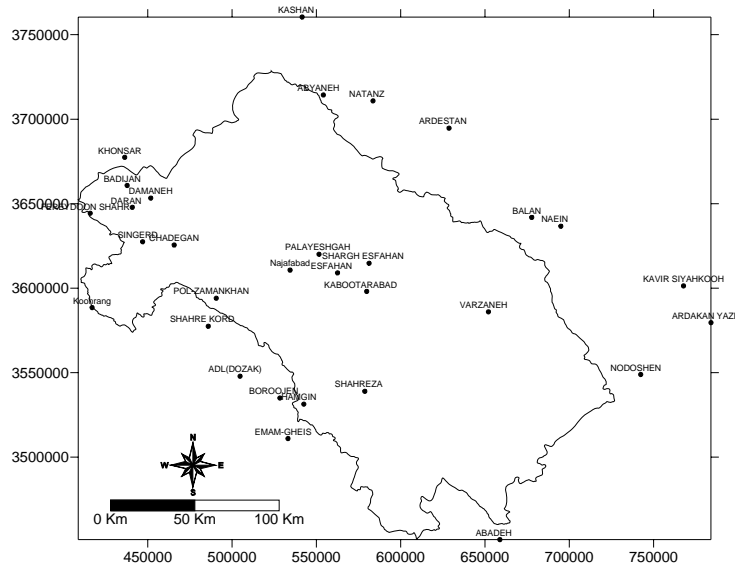 KASHAN
3750000
ABYANEH
NATANZ
3700000
ARDESTAN
KHONSAR
BADIJAN
DAMANEH
3650000
DARAN
FEREYDOON SHAHR
BALAN
NAEIN
SINGERD
CHADEGAN
PALAYESHGAH
SHARGH ESFAHAN
Najafabad
ESFAHAN
KABOOTARABAD
KAVIR SIYAHKOOH
3600000
POL-ZAMANKHAN
Koohrang
VARZANEH
SHAHRE KORD
ARDAKAN YAZD
3550000
ADL(DOZAK)
NODOSHEN
SHAHREZA
BOROOJEN
HAMGIN
EMAM-GHEIS
N
W
E
S
3500000
0 Km
50 Km
100 Km
ABADEH
450000
500000
550000
600000
650000
700000
750000